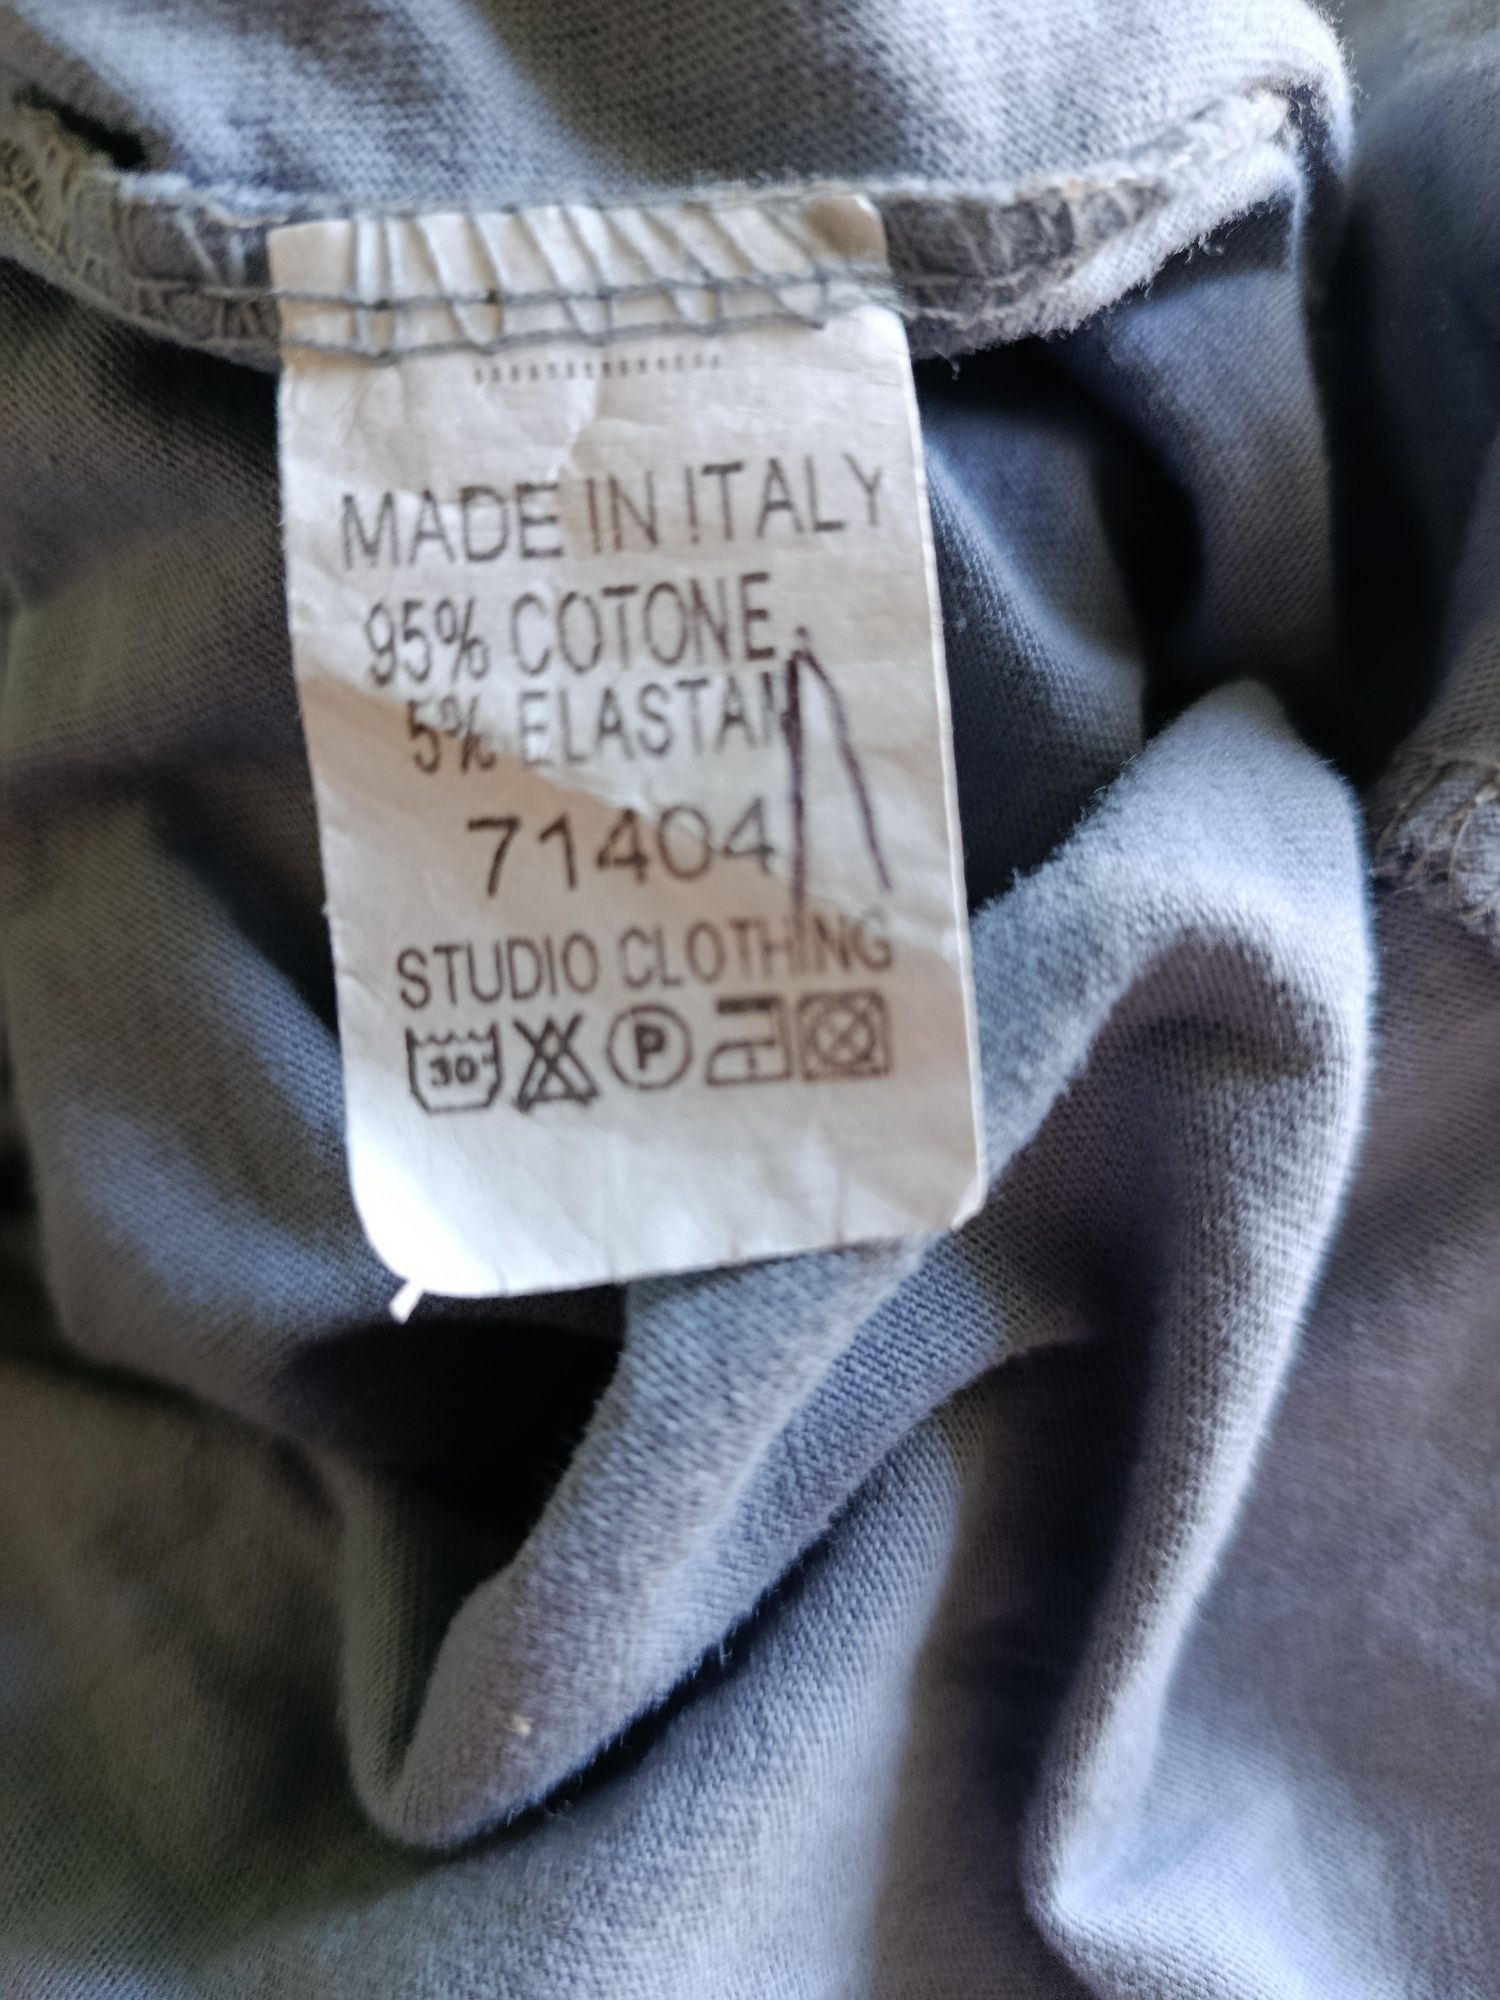 MADE IN ITALY
95% COTONE
5% ELASTAN
71404
STUDIO CLOTHING
30°
P